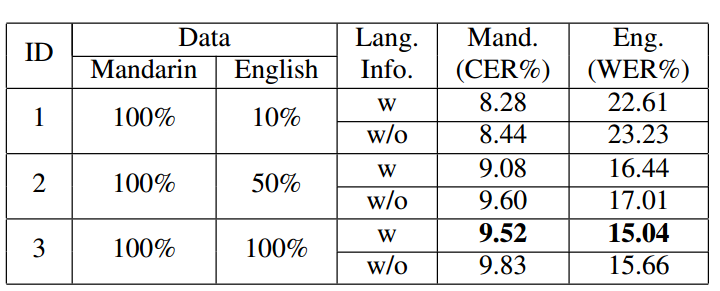 ID Data Lang. Mand. Eng.
Mandarin English Info. (CER%) (WER%)
1 100% 10% w 8.28 22.61
w/o 8.44 23.23
2 100% 50% w 9.08 16.44
w/o 9.60 17.01
3 100% 100% w 9.52 15.04
w/o 9.83 15.66